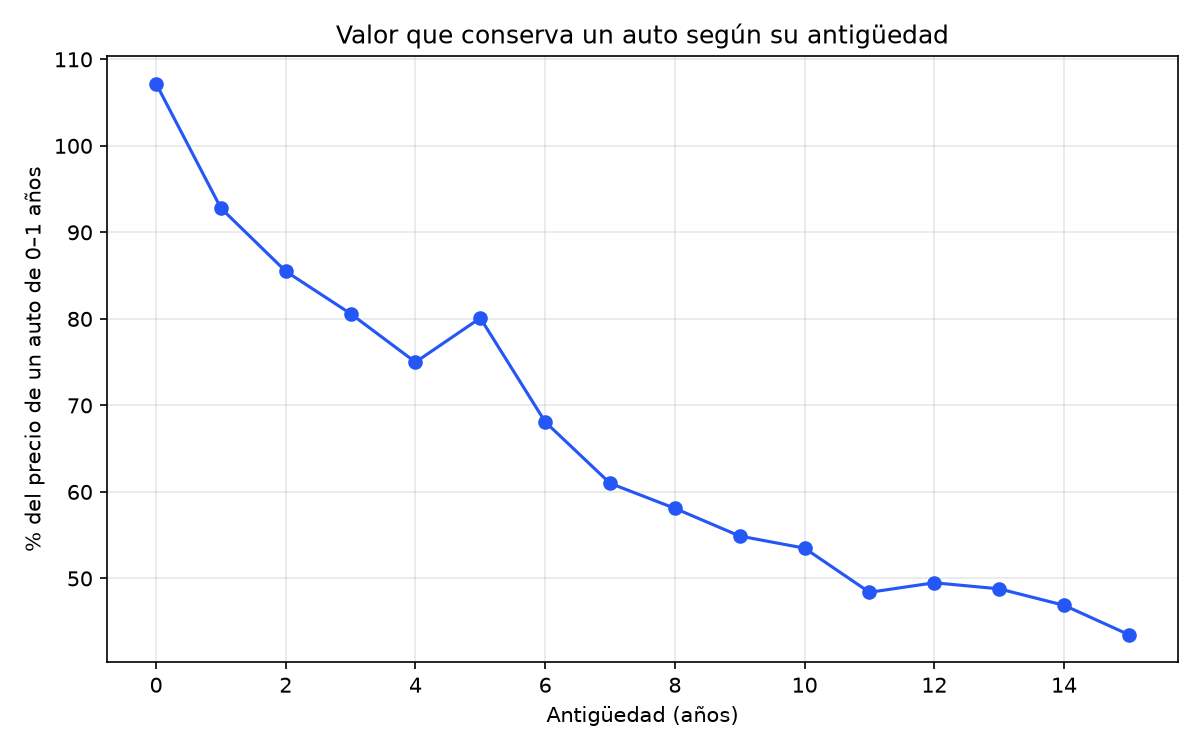 Valor que conserva un auto según su antigüedad
% del precio de un auto de 0–1 años
110
100
90
80
70
60
50
0 2 4 6 8 10 12 14
Antigüedad (años)